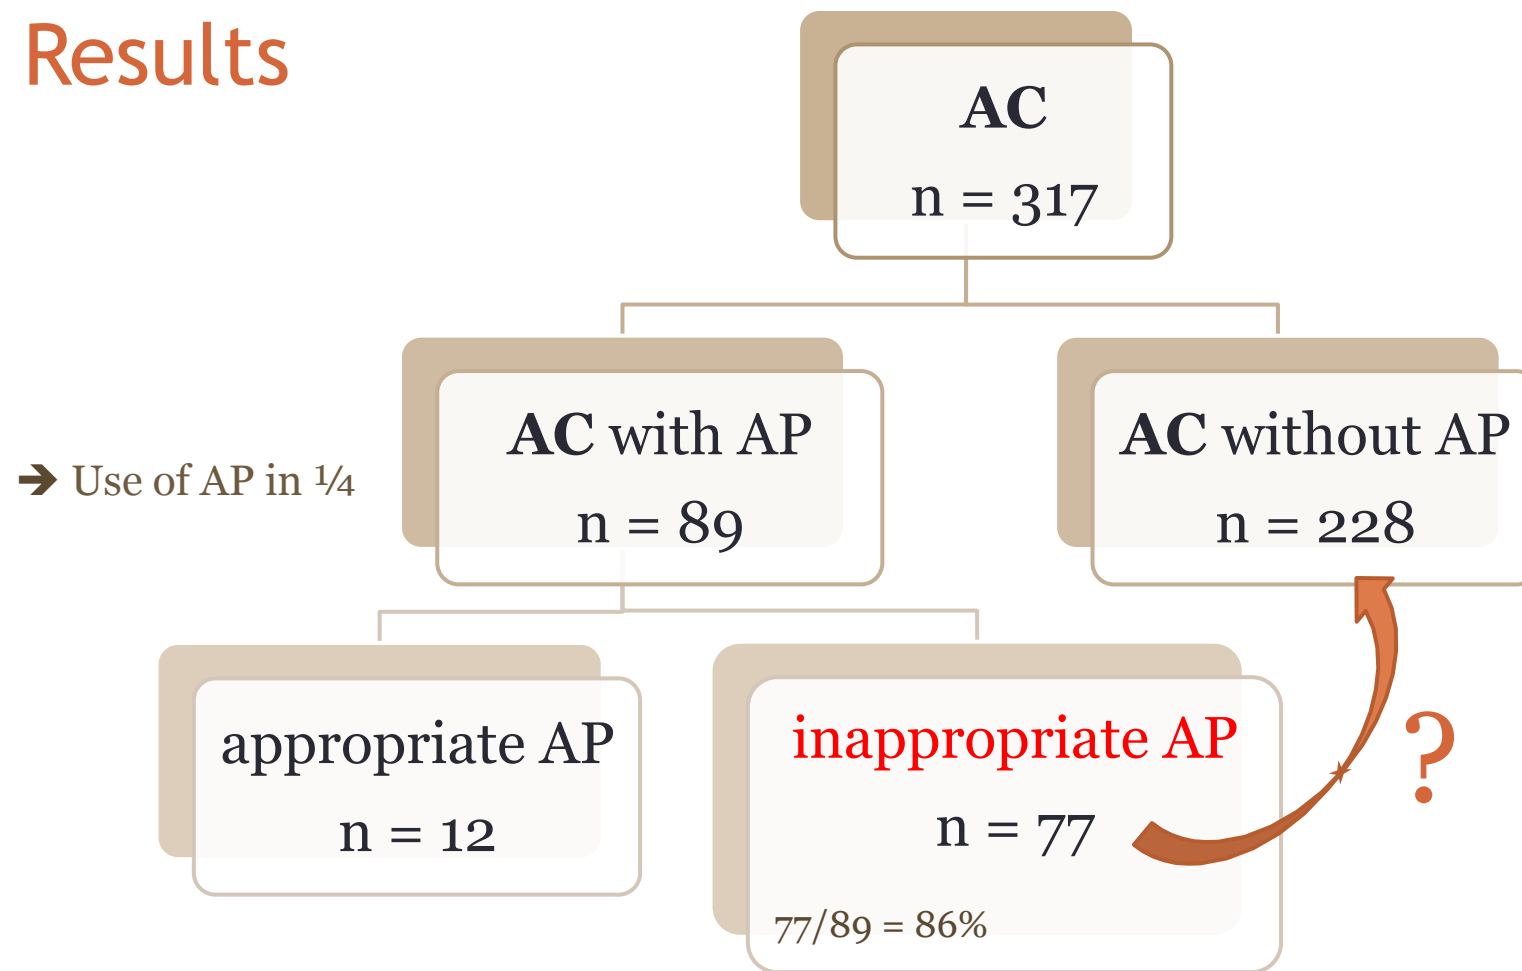 Results
AC
n = 317
AC with AP
n = 89
AC without AP
n = 228
➔ Use of AP in ¼
appropriate AP
n = 12
inappropriate AP
n = 77
77/89 = 86%
?